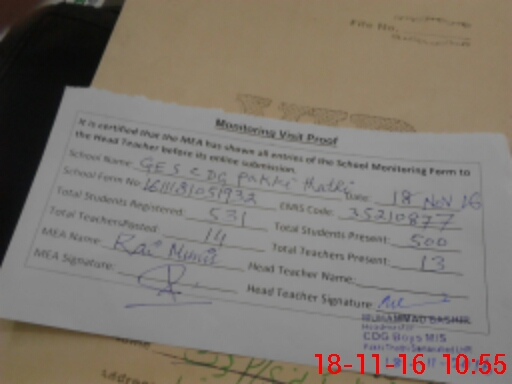 File No.
Monitoring Visit Proof
It is certified that the MEA has shown all entries of the School Monitoring Form to
the Head Teacher before its online submission.
School Name: GES CDG Pakki Thatti Date: 18 Nov 16
School Form No: EMIS Code: 35210877
Total Students Registered: 531 Total Students Present: 500
Total Teachers Posted: 14 Total Teachers Present: 13
MEA Name: Rai Munir Head Teacher Name:
MEA Signature: Head Teacher Signature
MUHAMMAD BASHIR
Headmaster
CDG Boys M/S
18-11-16 10:55